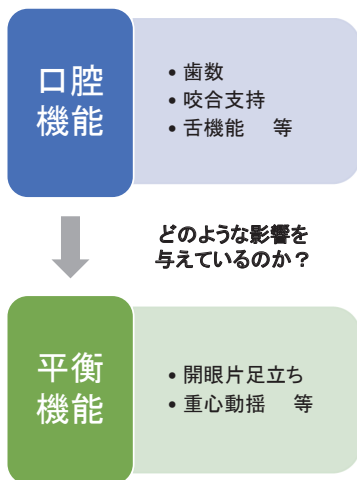 口腔
機能
• 歯数
• 咬合支持
• 舌機能　等
どのような影響を
与えているのか？
平衡
機能
• 開眼片足立ち
• 重心動揺　等